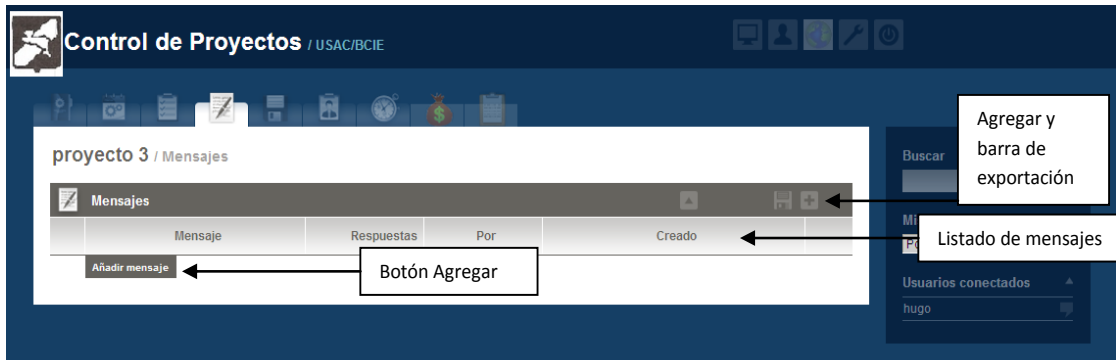 Control de Proyectos / USAC/BCIE
proyecto 3 / Mensajes
Mensajes
Mensaje Respuestas Por Creado
Añadir mensaje
Botón Agregar
Agregar y
barra de
exportación
Buscar
Listado de mensajes
Usuarios conectados
hugo